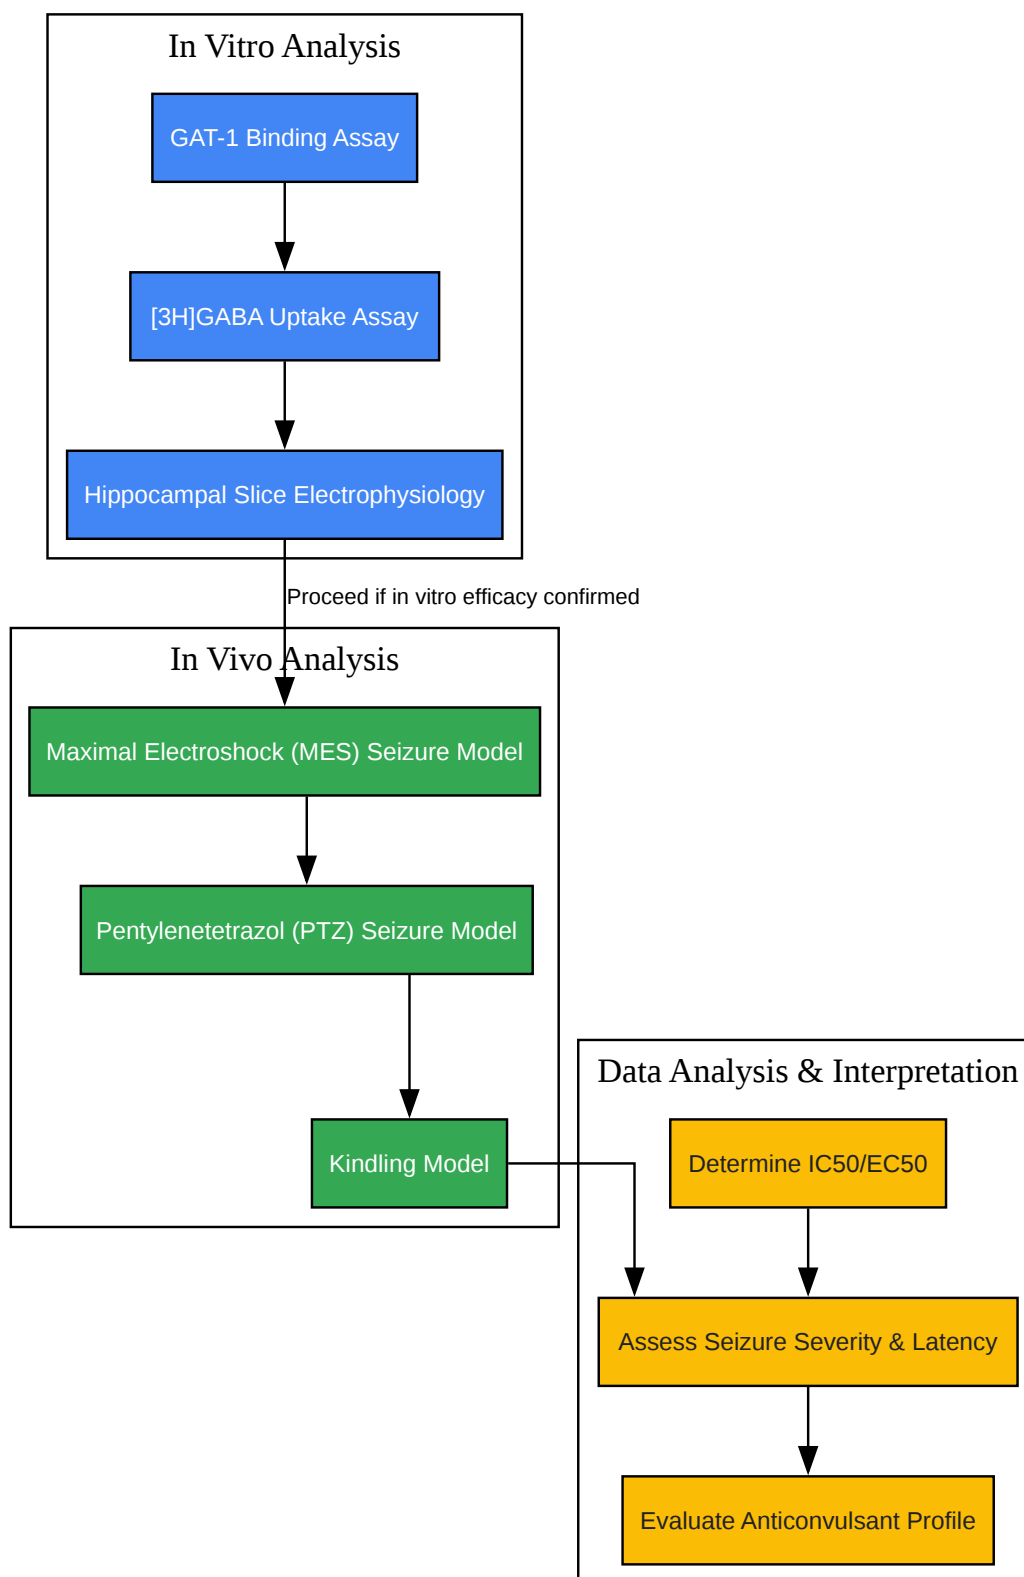 In Vitro Analysis
GAT-1 Binding Assay
[3H]GABA Uptake Assay
Hippocampal Slice Electrophysiology
Proceed if in vitro efficacy confirmed
In Vivo Analysis
Maximal Electroshock (MES) Seizure Model
Pentylenetetrazol (PTZ) Seizure Model
Kindling Model
Data Analysis & Interpretation
Determine IC50/EC50
Assess Seizure Severity & Latency
Evaluate Anticonvulsant Profile